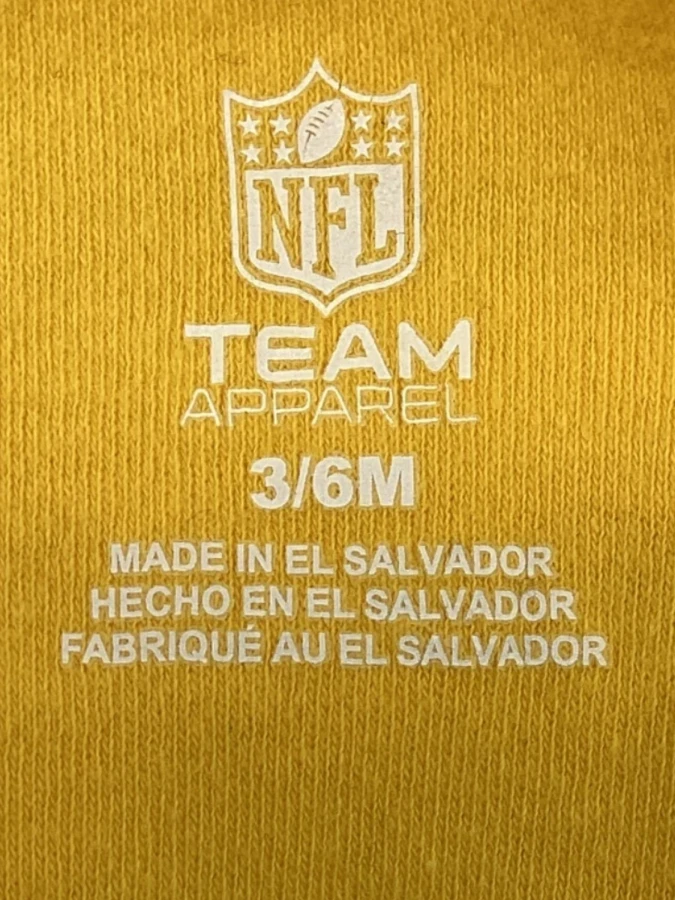 NFL
TEAM
APPAREL
3/6M
MADE IN EL SALVADOR
HECHO EN EL SALVADOR
FABRIQUÉ AU EL SALVADOR